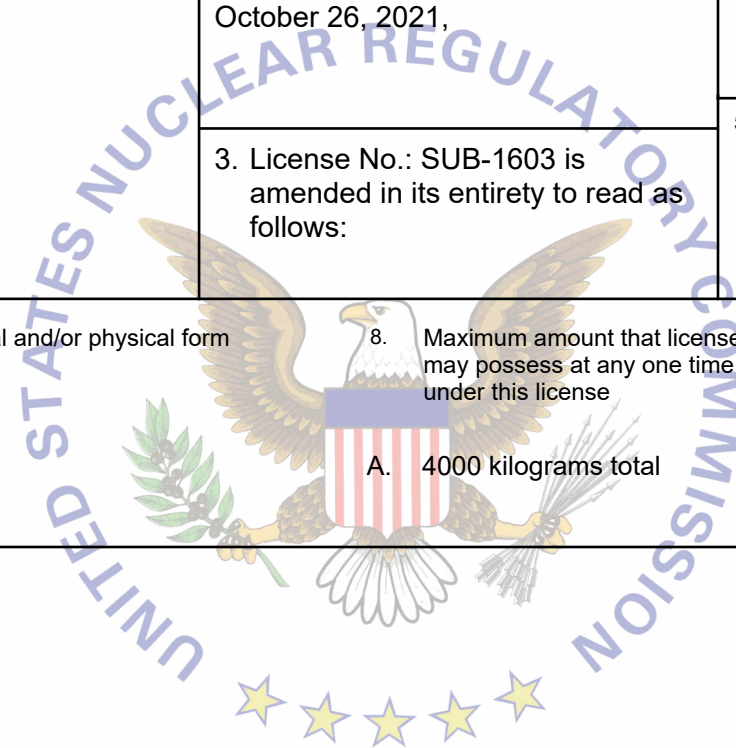 October 26, 2021,
3. License No.: SUB-1603 is
amended in its entirety to read as
follows:
and/or physical form
8. Maximum amount that
may possess at any one time
under this license
A. 4000 kilograms total
UNITED STATES NUCLEAR REGULATORY COMMISSION